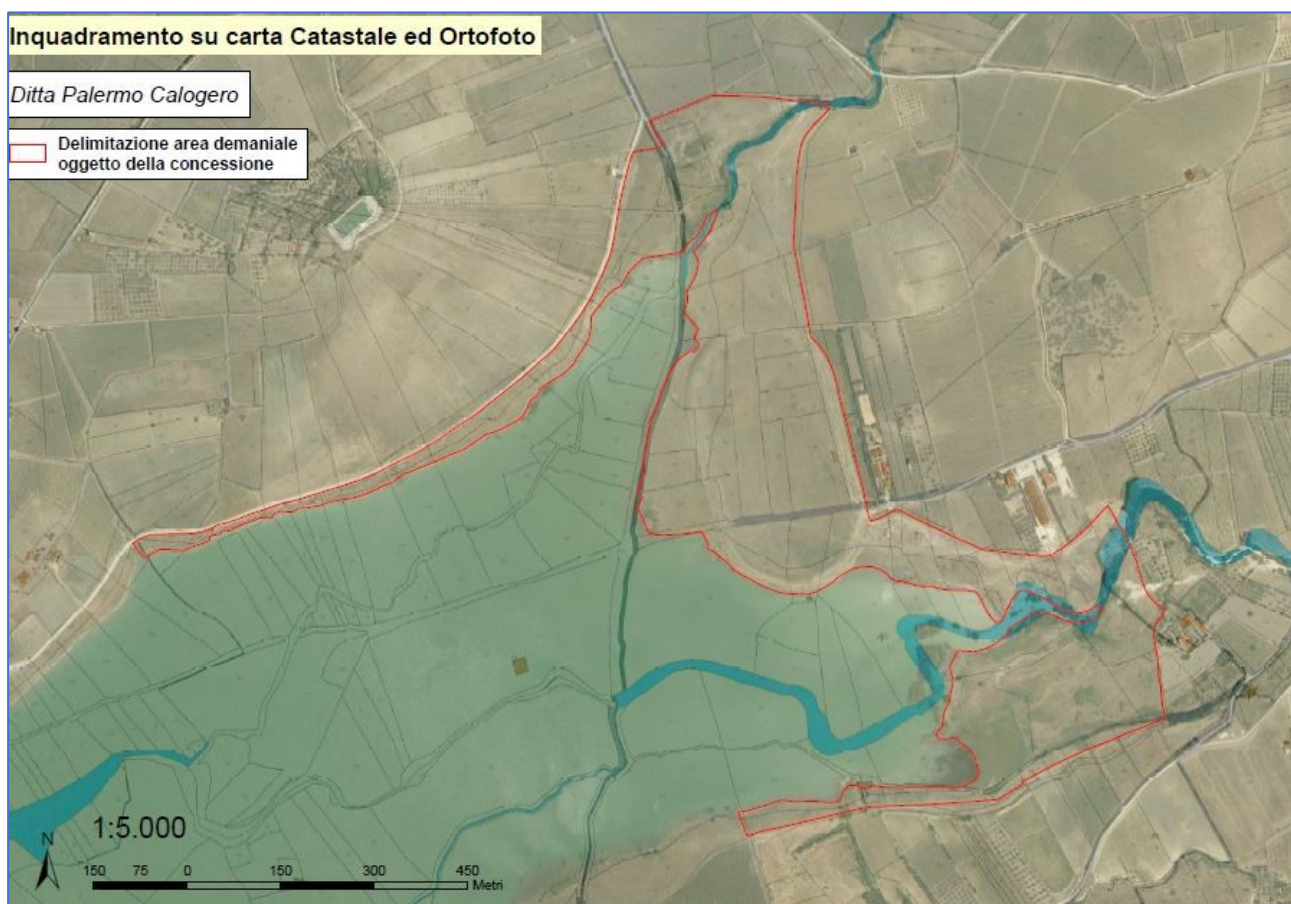 Inquadramento su carta Catastale ed Ortofoto
Ditta Palermo Calogero
Delimitazione area demaniale
oggetto della concessione
1:5.000
N
150 75 0 150 300 450
Metri